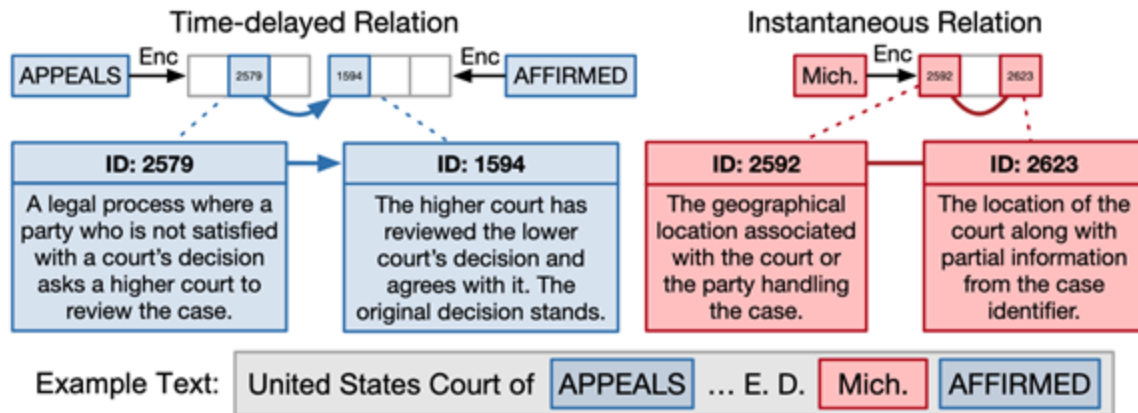 Time-delayed Relation
Instantaneous Relation
APPEALS Enc 2579 1594 Enc AFFIRMED
Mich. Enc 2592 2623
ID: 2579
A legal process where a
party who is not satisfied
with a court's decision
asks a higher court to
review the case.
ID: 1594
The higher court has
reviewed the lower
court's decision and
agrees with it. The
original decision stands.
ID: 2592
The geographical
location associated
with the court or
the party handling
the case.
ID: 2623
The location of the
court along with
partial information
from the case
identifier.
Example Text: United States Court of APPEALS ... E. D. Mich. AFFIRMED